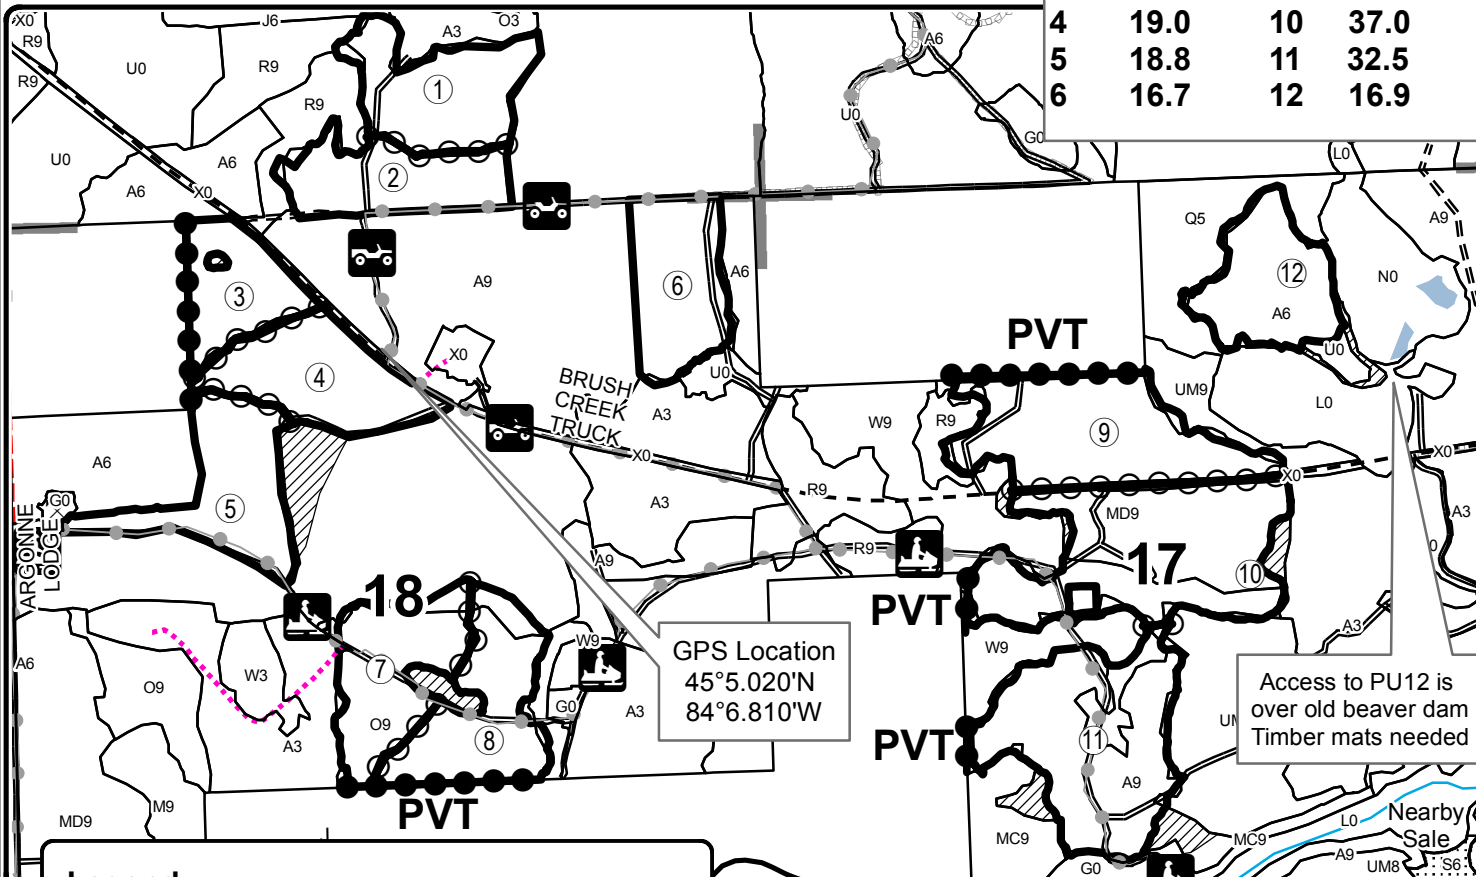 4 19.0 10 37.0
5 18.8 11 32.5
6 16.7 12 16.9
X0
J6
A3
O3
R9
U0
R9
R9
A6
1
R9
U0
G0
L0
U0
A6
A6
X0
2
Q5
A9
3
A9
6
A6
12
N0
A6
PVT
4
X0
U0
U0
BRUSH
CREEK
TRUCK
A3
W9
R9
UM9
L0
9
A6
X0
X0
X0
G0
5
A3
R9
MD9
A3
ARGONNE
LODGE
R9
17
A9
10
0
18
PVT
W9
A3
A6
W3
O9
7
W9
GPS Location
45°5.020'N
84°6.810'W
Access to PU12 is
over old beaver dam
Timber mats needed
G0
A3
O9
8
A3
PVT
11
UM
A9
M9
MD9
PVT
MC9
L0
Nearby
Sale
MC9
A9
UM8
S6
G0